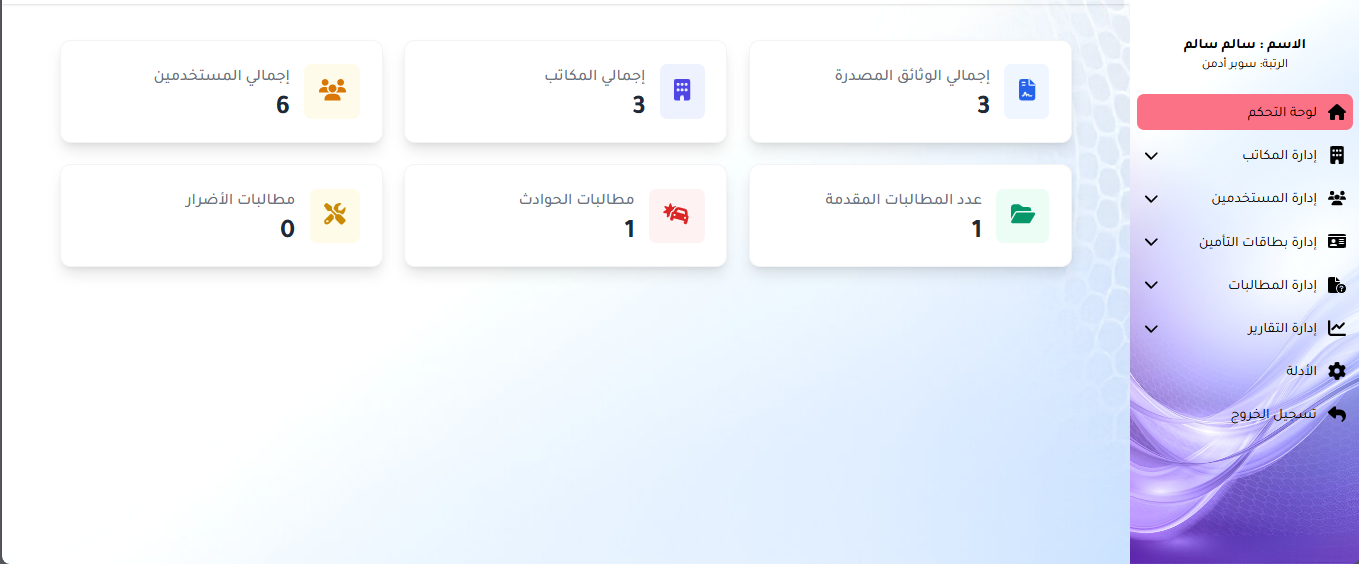 الاسم : سالم سالم
الرتبة: سوبر أدمن
لوحة التحكم
إدارة المكاتب
إدارة المستخدمين
إدارة بطاقات التأمين
إدارة المطالبات
إدارة التقارير
الأدلة
تسجيل الخروج
إجمالي الوثائق المصدرة
3
إجمالي المكاتب
3
إجمالي المستخدمين
6
عدد المطالبات المقدمة
1
مطالبات الحوادث
1
مطالبات الأضرار
0